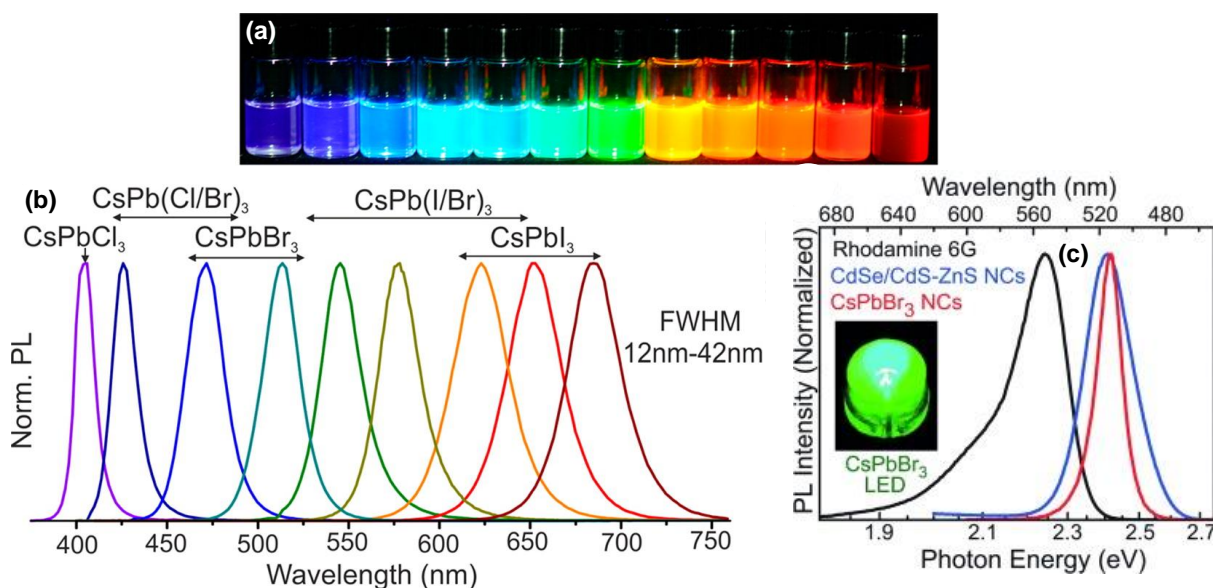 (a)
(b)
CsPb(Cl/Br)₃
CsPb(I/Br)₃
CsPbCl₃
CsPbBr₃
CsPbI₃
FWHM
12nm-42nm
Norm. PL
400 450 500 550 600 650 700 750
Wavelength (nm)
Wavelength (nm)
680 640 600 560 520 480
Rhodamine 6G
(c)
CdSe/CdS-ZnS NCs
CsPbBr₃ NCs
CsPbBr₃
LED
PL Intensity (Normalized)
1.9 2.1 2.3 2.5 2.7
Photon Energy (eV)